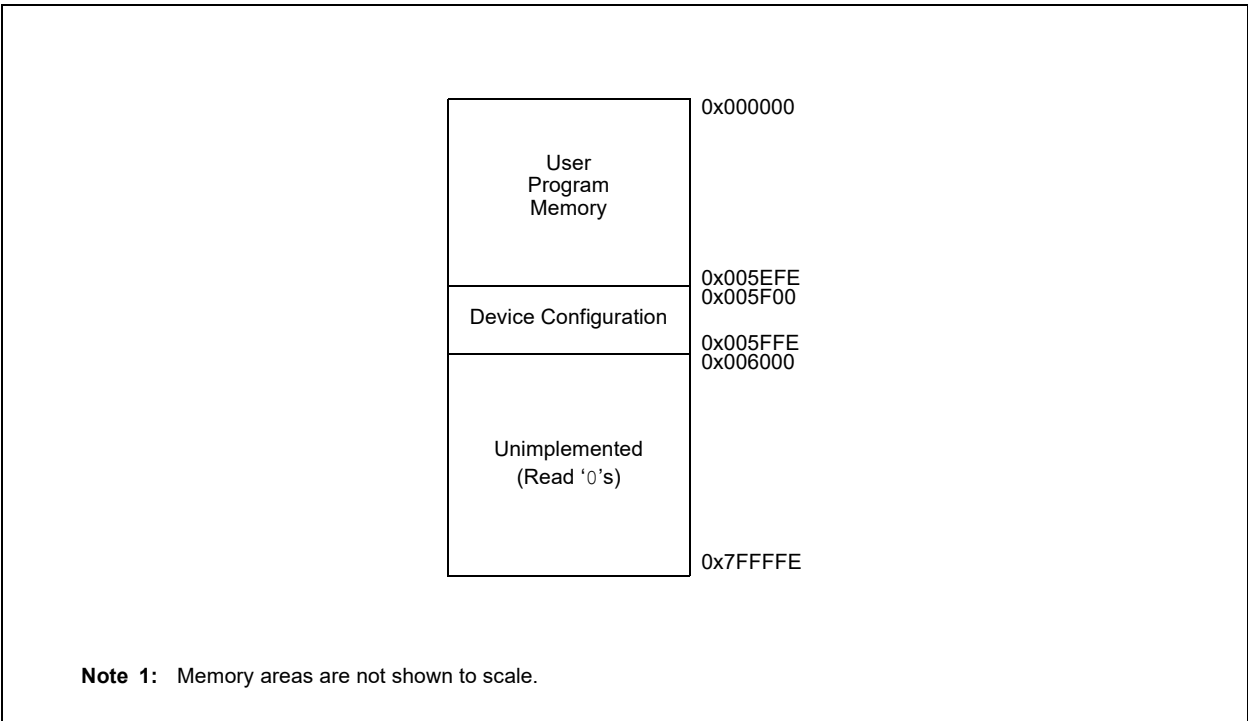 0x000000
User
Program
Memory
0x005EFE
0x005F00
Device Configuration
0x005FFE
0x006000
Unimplemented
(Read ‘0’s)
0x7FFFFE
Note 1: Memory areas are not shown to scale.